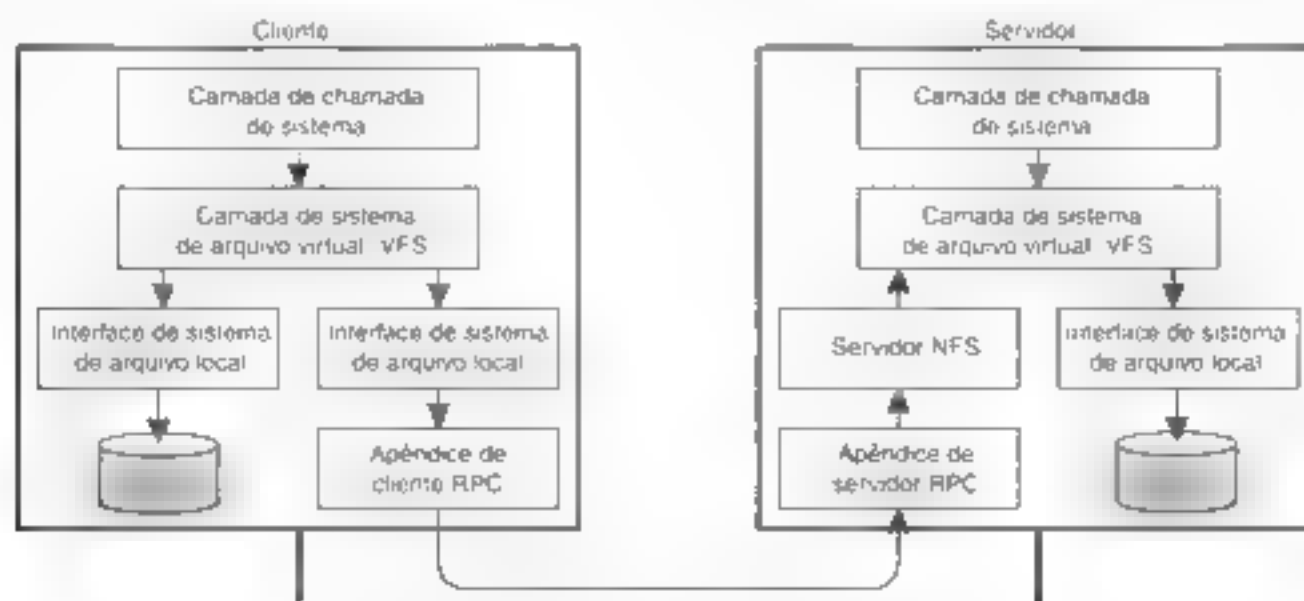 Cliente
Servidor
Camada de chamada
de sistema
Camada de chamada
de sistema
Camada de sistema
de arquivo virtual VFS
Camada de sistema
de arquivo virtual VFS
Interface de sistema
de arquivo local
Interface de sistema
de arquivo local
Servidor NFS
Interface de sistema
de arquivo local
Apêndice de
cliente RPC
Apêndice de
servidor RPC